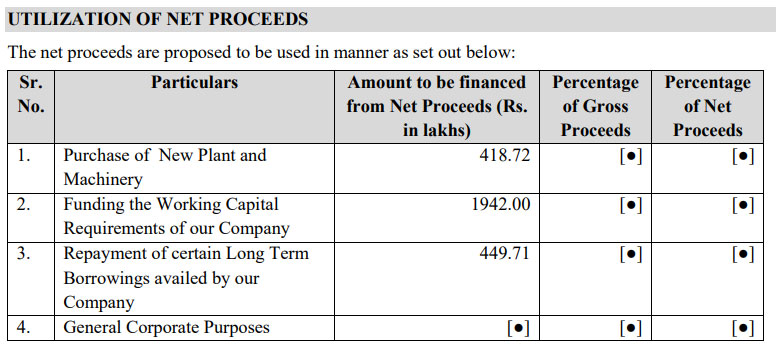 UTILIZATION OF NET PROCEEDS
The net proceeds are proposed to be used in manner as set out below:
Sr. No. Particulars Amount to be financed from Net Proceeds (Rs. in lakhs) Percentage of Gross Proceeds Percentage of Net Proceeds
1. Purchase of New Plant and Machinery 418.72 [●] [●]
2. Funding the Working Capital Requirements of our Company 1942.00 [●] [●]
3. Repayment of certain Long Term Borrowings availed by our Company 449.71 [●] [●]
4. General Corporate Purposes [●] [●] [●]